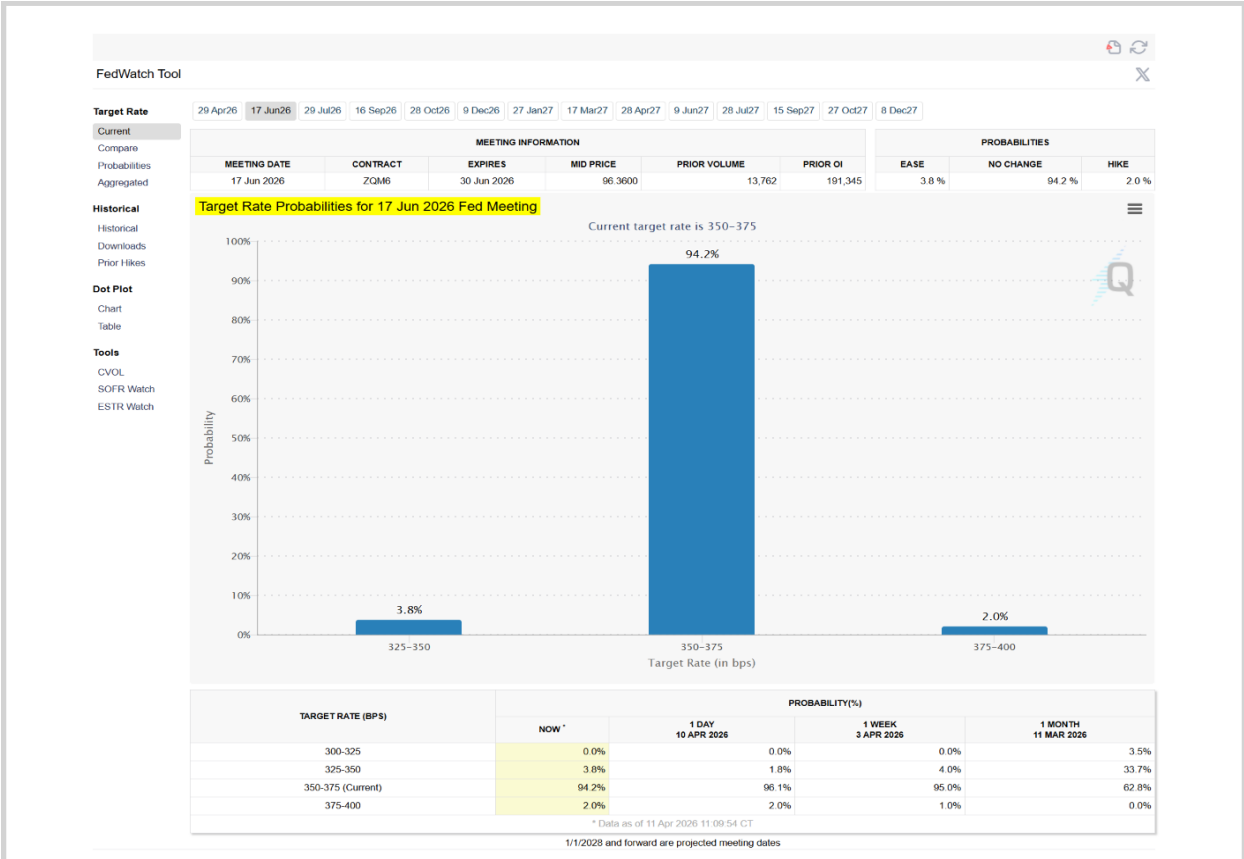 FedWatch Tool
Target Rate
Current
Compare
Probabilities
Aggregated
Historical
Historical
Downloads
Prior Hikes
Dot Plot
Chart
Table
Tools
CVOL
SOFR Watch
ESTR Watch
29 Apr26 17 Jun26 29 Jul26 16 Sep26 28 Oct26 9 Dec26 27 Jan27 17 Mar27 28 Apr27 9 Jun27 28 Jul27 15 Sep27 27 Oct27 8 Dec27
MEETING INFORMATION PROBABILITIES
MEETING DATE CONTRACT EXPIRES MID PRICE PRIOR VOLUME PRIOR OI EASE NO CHANGE HIKE
17 Jun 2026 ZQM6 30 Jun 2026 96.3600 13,762 191,345 3.8 % 94.2 % 2.0 %
Target Rate Probabilities for 17 Jun 2026 Fed Meeting
Current target rate is 350-375
100%
90%
80%
70%
60%
50%
40%
30%
20%
10%
0%
Probability
3.8%
94.2%
2.0%
Q
325-350 350-375 375-400
Target Rate (in bps)
TARGET RATE (BPS) PROBABILITY(%)
NOW * 1 DAY 1 WEEK 1 MONTH
10 APR 2026 3 APR 2026 11 MAR 2026
300-325 0.0% 0.0% 0.0% 3.5%
325-350 3.8% 1.8% 4.0% 33.7%
350-375 (Current) 94.2% 96.1% 95.0% 62.8%
375-400 2.0% 2.0% 1.0% 0.0%
* Data as of 11 Apr 2026 11:09:54 CT
1/1/2028 and forward are projected meeting dates